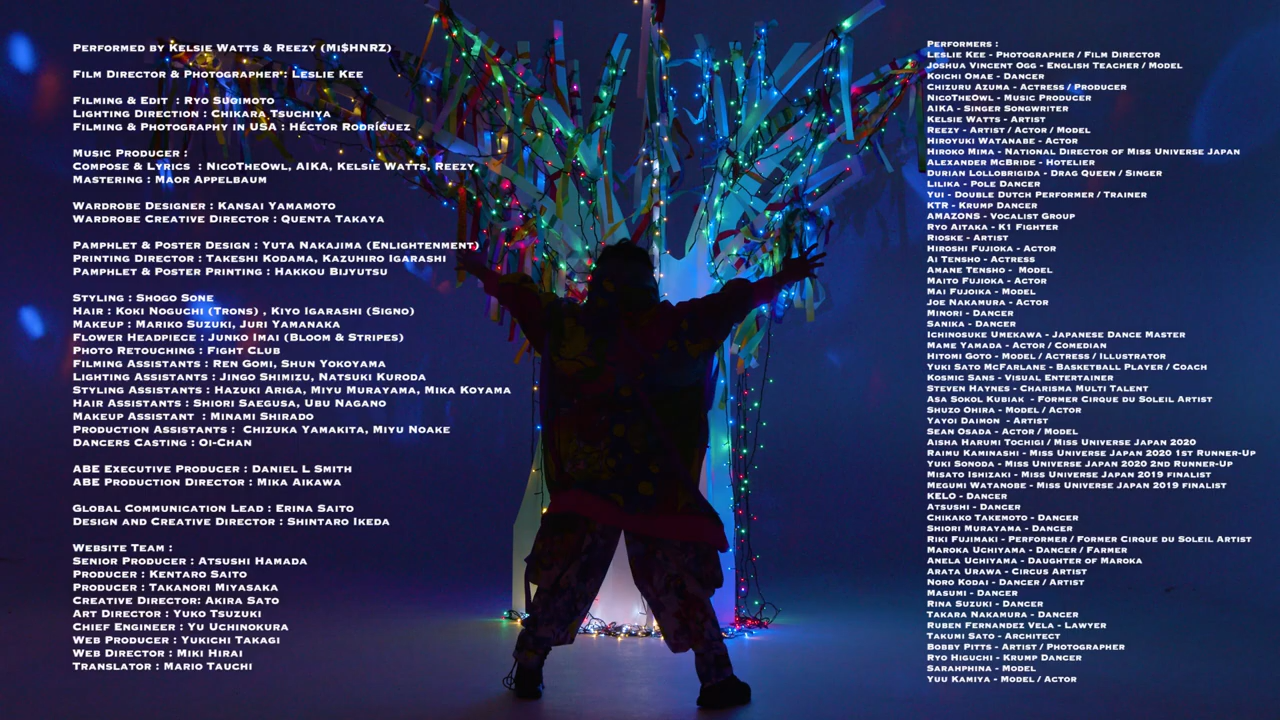 Performed by Kelsie Watts & Reezy (Mi$HNRZ)
Film Director & Photographer : Leslie Kee
Filming & Edit : Ryo Sugimoto
Lighting Direction : Chikara Tsuchiya
Filming & Photography in USA : Héctor Rodríguez
Music Producer :
Compose & Lyrics : NicoTheOwl, AIKA, Kelsie Watts, Reezy
Mastering : Maor Appelbaum
Wardrobe Designer : Kansai Yamamoto
Wardrobe Creative Director : Quenta Takaya
Pamphlet & Poster Design : Yuta Nakajima (Enlightenment)
Printing Director : Takeshi Kodama, Kazuhiro Igarashi
Pamphlet & Poster Printing : Hakkou Bijyutsu
Styling : Shogo Sone
Hair : Koki Noguchi (Trons) , Kiyo Igarashi (Signo)
Makeup : Mariko Suzuki, Juri Yamanaka
Flower Headpiece : Junko Imai (Bloom & Stripes)
Photo Retouching : Fight Club
Filming Assistants : Ren Gomi, Shun Yokoyama
Lighting Assistants : Jingo Shimizu, Natsuki Kuroda
Styling Assistants : Hazuki Ariga, Miyu Murayama, Mika Koyama
Hair Assistants : Shiori Saegusa, Ubu Nagano
Makeup Assistant : Minami Shirado
Production Assistants : Chizuka Yamakita, Miyu Noake
Dancers Casting : Oi-Chan
ABE Executive Producer : Daniel L Smith
ABE Production Director : Mika Aikawa
Global Communication Lead : Erina Saito
Design and Creative Director : Shintaro Ikeda
Website Team :
Senior Producer : Atsushi Hamada
Producer : Kentaro Saito
Producer : Takanori Miyasaka
Creative Director: Akira Sato
Art Director : Yuko Tsuzuki
Chief Engineer : Yu Uchinokura
Web Producer : Yukichi Takagi
Web Director : Miki Hirai
Translator : Mario Tauchi
Performers :
Leslie Kee - Photographer / Film Director
Joshua Vincent Ogg - English Teacher / Model
Koichi Omae - Dancer
Chizuru Azuma - Actress / Producer
NicoTheOwl - Music Producer
AIKA - Singer Songwriter
Kelsie Watts - Artist
Reezy - Artist / Actor / Model
Hiroyuki Watanabe - Actor
Hiroko Mima - National Director of Miss Universe Japan
Alexander McBride - Hotelier
Durian Lollobrigida - Drag Queen / Singer
Lilika - Pole Dancer
Yui - Double Dutch Performer / Trainer
KTR - Krump Dancer
AMAZONS - Vocalist Group
Ryo Aitaka - K1 Fighter
Rioske - Artist
Hiroshi Fujioka - Actor
Ai Tensho - Actress
Amane Tensho - Model
Maito Fujioka - Actor
Mai Fujoika - Model
Joe Nakamura - Actor
Minori - Dancer
Sanika - Dancer
Ichinosuke Umekawa - Japanese Dance Master
Mame Yamada - Actor / Comedian
Hitomi Goto - Model / Actress / Illustrator
Yuki Sato McFarlane - Basketball Player / Coach
Kosmic Sans - Visual Entertainer
Steven Haynes - Charisma Multi Talent
Asa Sokol Kubiak - Former Cirque du Soleil Artist
Shuzo Ohira - Model / Actor
Yayoi Daimon - Artist
Sean Osada - Actor / Model
Aisha Harumi Tochigi / Miss Universe Japan 2020
Raimu Kaminashi - Miss Universe Japan 2020 1st Runner-Up
Yuki Sonoda - Miss Universe Japan 2020 2nd Runner-Up
Misato Ishizaki - Miss Universe Japan 2019 finalist
Megumi Watanobe - Miss Universe Japan 2019 finalist
KELO - Dancer
Atsushi - Dancer
Chikako Takemoto - Dancer
Shiori Murayama - Dancer
Riki Fujimaki - Performer / Former Cirque du Soleil Artist
Maroka Uchiyama - Dancer / Farmer
Anela Uchiyama - Daughter of Maroka
Arata Urawa - Circus Artist
Noro Kodai - Dancer / Artist
Masumi - Dancer
Rina Suzuki - Dancer
Takara Nakamura - Dancer
Ruben Fernandez Vela - Lawyer
Takumi Sato - Architect
Bobby Pitts - Artist / Photographer
Ryo Higuchi - Krump Dancer
Sarahphina - Model
Yuu Kamiya - Model / Actor